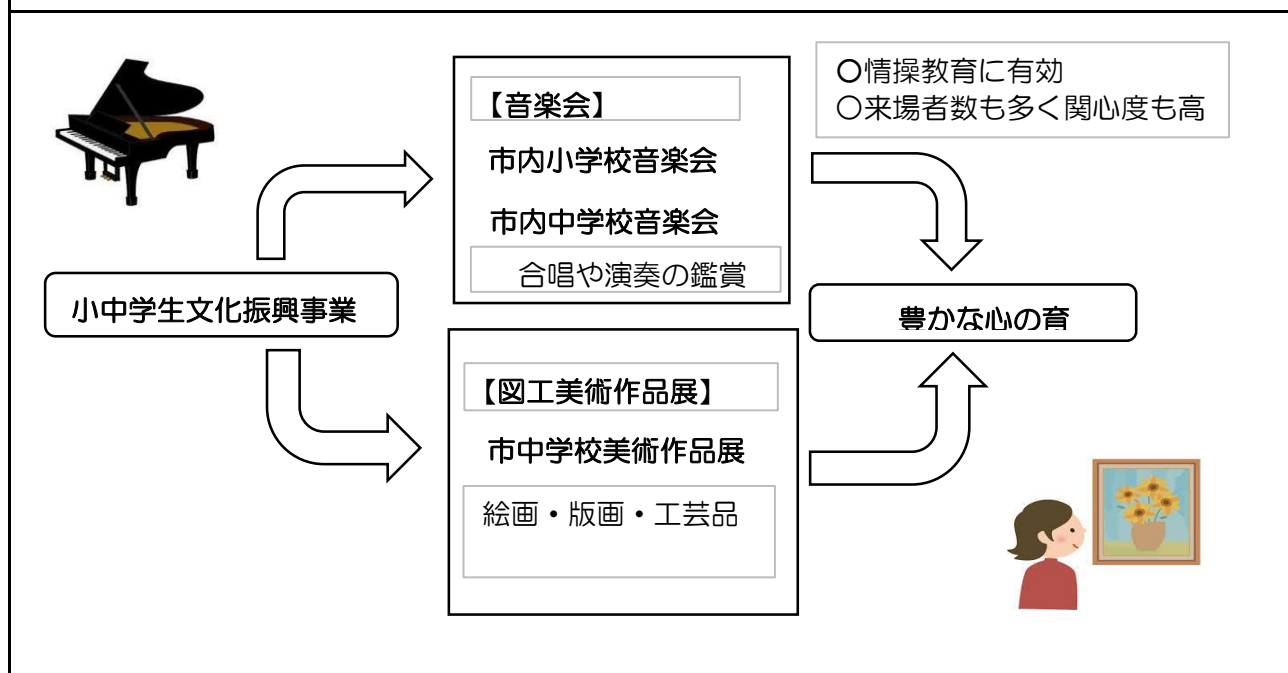 小中学生文化振興事業
【音楽会】
市内小学校音楽会
市内中学校音楽会
合唱や演奏の鑑賞
【図工美術作品展】
市中学校美術作品展
絵画・版画・工芸品
〇情操教育に有効
〇来場者数も多く関心度も高
豊かな心の育